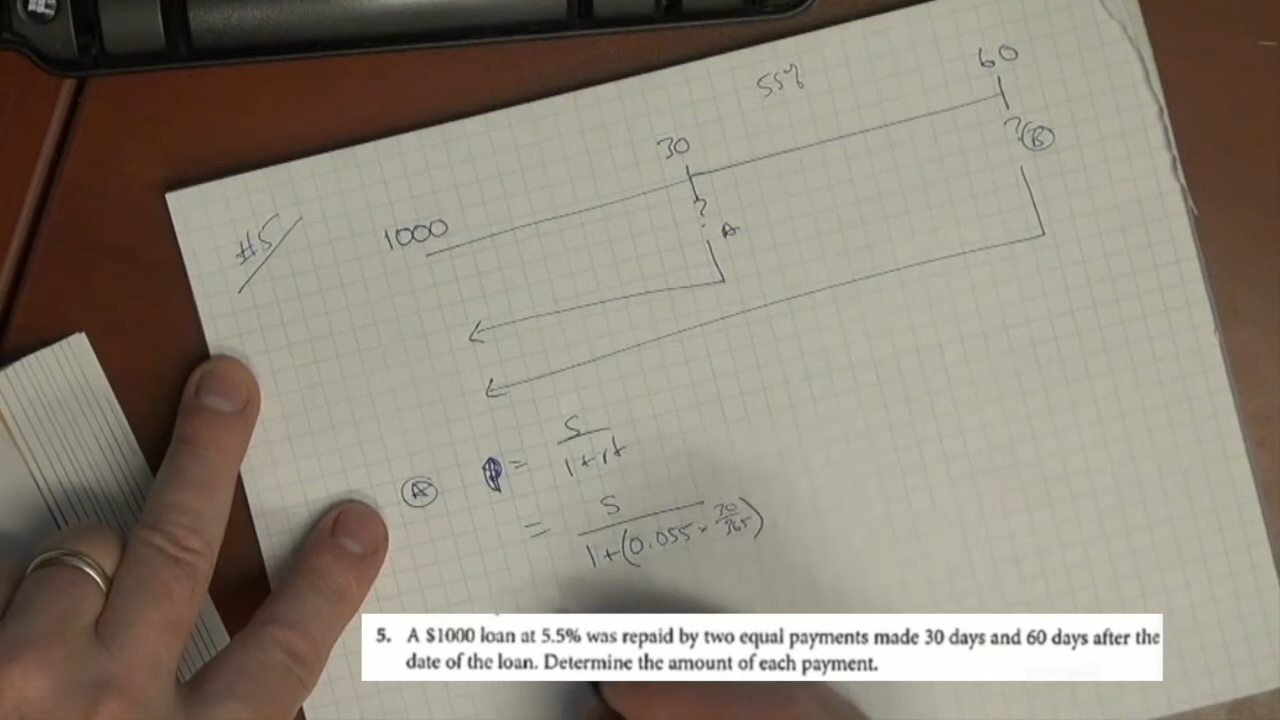 #5
1000
30
55%
60
?
A
? B
A P = S / 1+rt
= S / 1+(0.055 × 30/365)
5. A $1000 loan at 5.5% was repaid by two equal payments made 30 days and 60 days after the
date of the loan. Determine the amount of each payment.